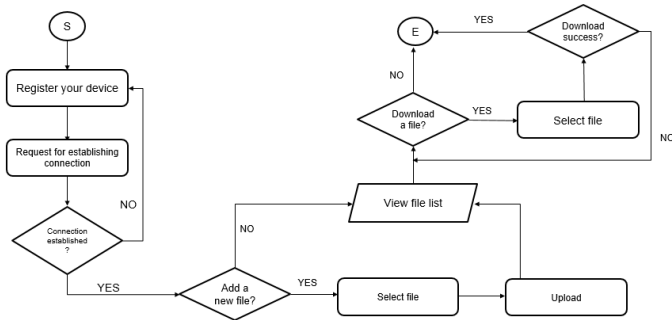 S
Register your device
Request for establishing
connection
Connection
established
?
NO
YES
Add a
new file?
NO
YES
Select file
Upload
View file list
Download
a file?
NO
YES
Select file
Download
success?
YES
NO
E